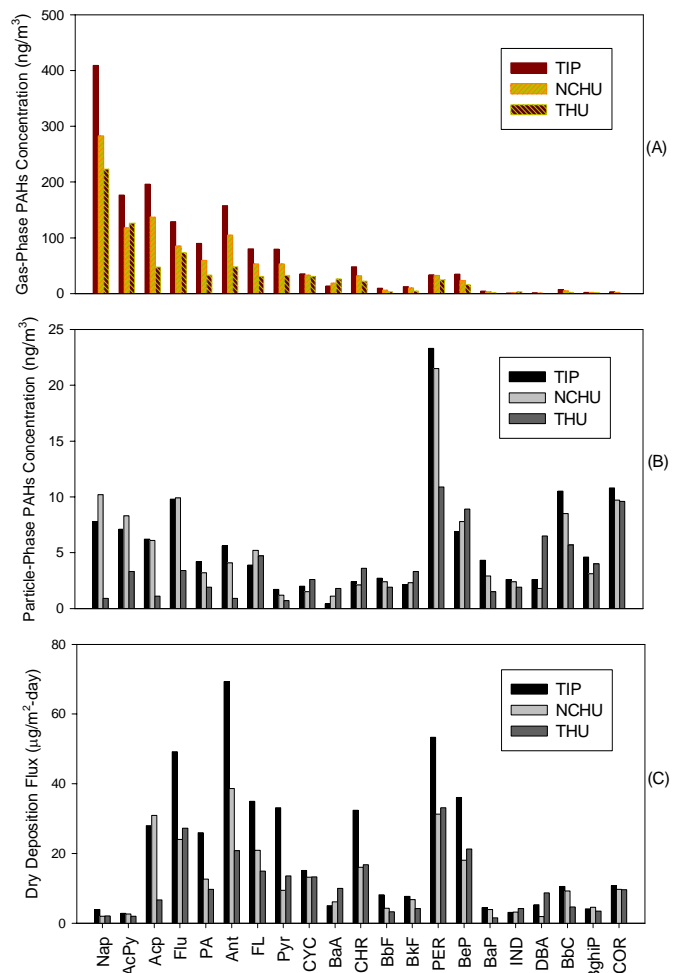 500
400
300
200
100
0
Gas-Phase PAHs Concentration (ng/m³)
TIP
NCHU
THU
(A)
25
20
15
10
5
0
Particle-Phase PAHs Concentration (ng/m³)
TIP
NCHU
THU
(B)
80
60
40
20
0
Dry Deposition Flux (μg/m²-day)
TIP
NCHU
THU
(C)
Nap
AcPy
Acp
Flu
PA
Ant
FL
Pyr
CYC
BaA
CHR
BbF
BkF
PER
BeP
BaP
IND
DBA
BbC
BghiP
COR